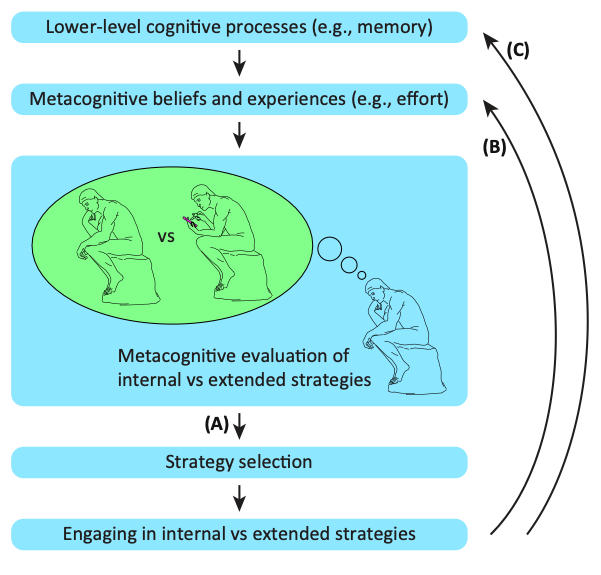 Lower-level cognitive processes (e.g., memory)
(C)
Metacognitive beliefs and experiences (e.g., effort)
(B)
vs
Metacognitive evaluation of
internal vs extended strategies
(A)
Strategy selection
Engaging in internal vs extended strategies